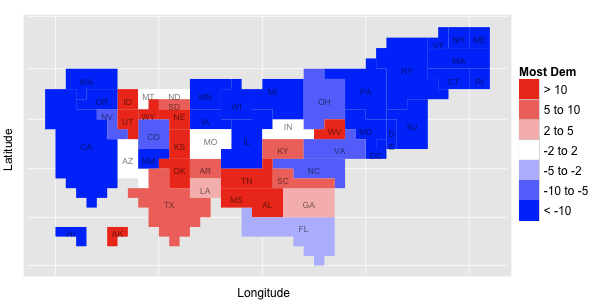 Most Dem
> 10
5 to 10
2 to 5
-2 to 2
-5 to -2
-10 to -5
< -10
VT NH ME
MA
NY
WA MI PA CT RI
MT ND MN
OR ID SD WI OH
NV UT WY NE IA
IN NJ
CO WV MD D
CA KS MO IL KY VA E
DC
AZ NM
OK AR NC
TN SC
LA
TX MS AL GA
FL
HI AK
Latitude
Longitude